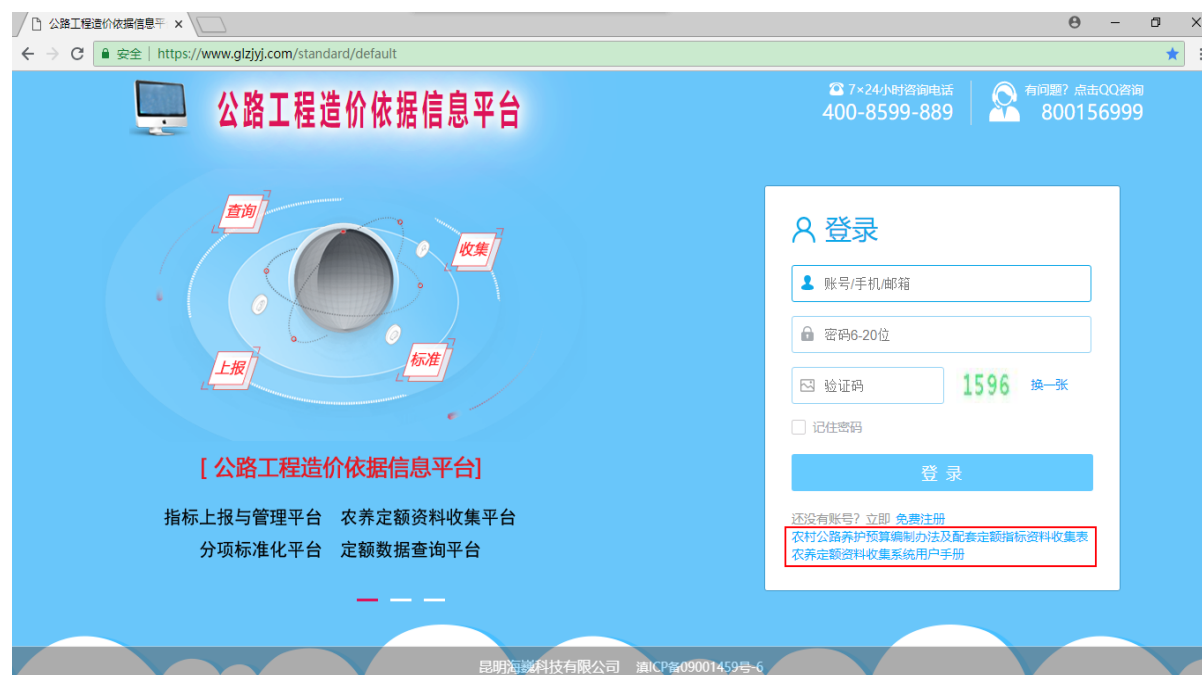 公路工程造价依据信息平
安全 | https://www.glzjyj.com/standard/default
公路工程造价依据信息平台
7×24小时咨询电话
400-8599-889
有问题？点击QQ咨询
800156999
查询
收集
上报
标准
[ 公路工程造价依据信息平台]
指标上报与管理平台 农养定额资料收集平台
分项标准化平台 定额数据查询平台
登录
账号/手机/邮箱
密码6-20位
验证码
1596
换一张
记住密码
登 录
还没有账号？立即 免费注册
农村公路养护预算编制办法及配套定额指标资料收集表
农养定额资料收集系统用户手册
昆明海巍科技有限公司 滇ICP备09001459号-6